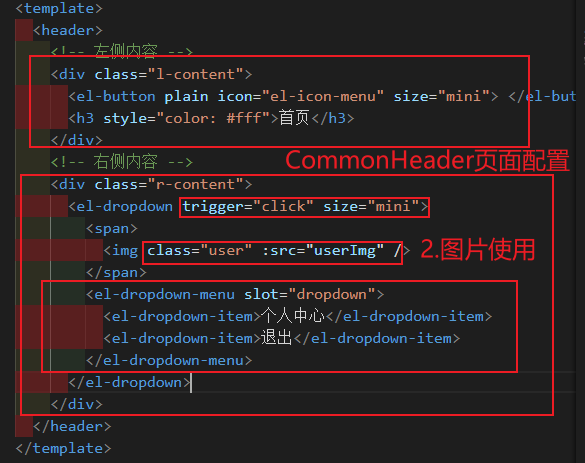 <template>
<header>
<!-- 左侧内容 -->
<div class="l-content">
<el-button plain icon="el-icon-menu" size="mini"> </el-but
<h3 style="color: #fff">首页</h3>
</div>
<!-- 右侧内容 -->
CommonHeader页面配置
<div class="r-content">
<el-dropdown trigger="click" size="mini">
<span>
<img class="user" :src="userImg" />
2.图片使用
</span>
<el-dropdown-menu slot="dropdown">
<el-dropdown-item>个人中心</el-dropdown-item>
<el-dropdown-item>退出</el-dropdown-item>
</el-dropdown-menu>
</el-dropdown>
</div>
</header>
</template>